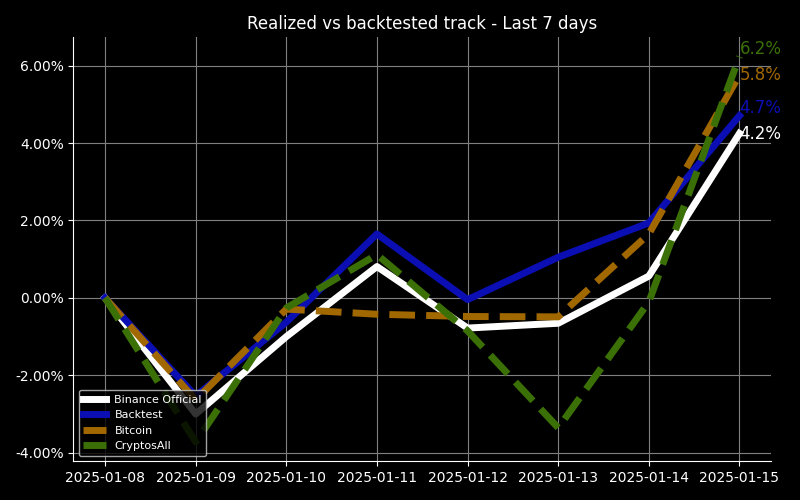 Realized vs backtested track - Last 7 days
6.2%
6.00%
5.8%
4.7%
4.2%
4.00%
2.00%
0.00%
-2.00%
-4.00%
Binance Official
Backtest
Bitcoin
CryptosAll
2025-01-08 2025-01-09 2025-01-10 2025-01-11 2025-01-12 2025-01-13 2025-01-14 2025-01-15